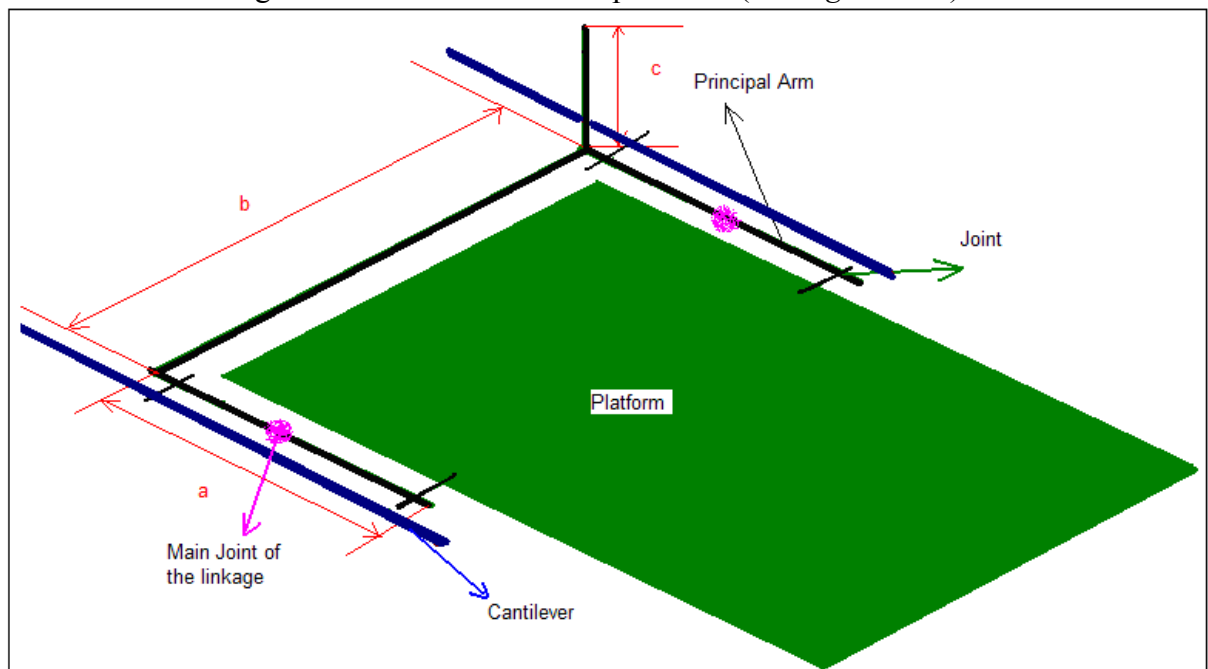 c
Principal Arm
b
Joint
Platform
a
Main Joint of
the linkage
Cantilever